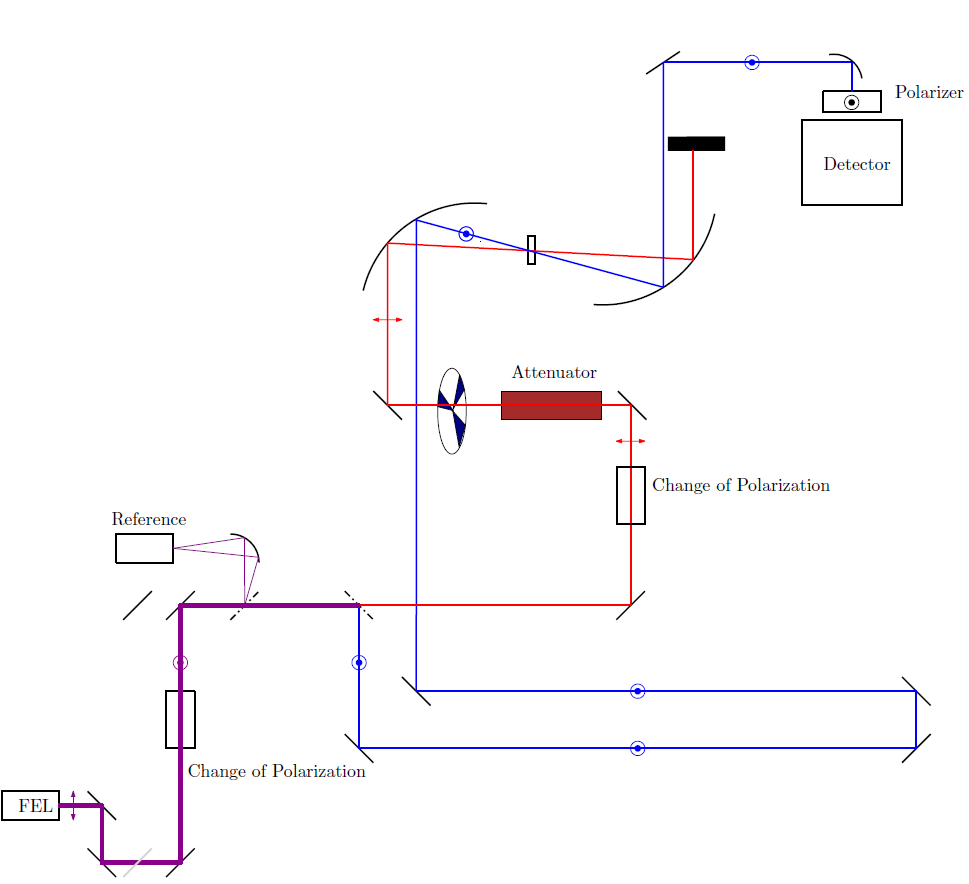 Polarizer
Detector
Attenuator
Change of Polarization
Reference
Change of Polarization
FEL